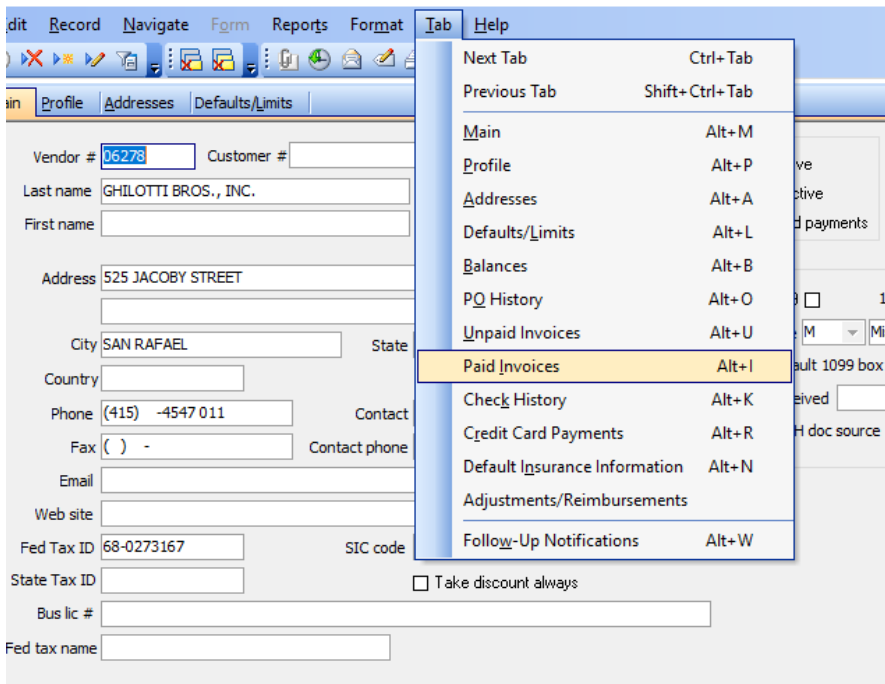 dit Record Navigate Form Reports Format Tab Help
ain Profile Addresses Defaults/Limits
Next Tab Ctrl+Tab
Previous Tab Shift+Ctrl+Tab
Main Alt+M
Profile Alt+P
Addresses Alt+A
Defaults/Limits Alt+L
Balances Alt+B
PO History Alt+O
Unpaid Invoices Alt+U
Paid Invoices Alt+I
Check History Alt+K
Credit Card Payments Alt+R
Default Insurance Information Alt+N
Adjustments/Reimbursements
Follow-Up Notifications Alt+W
Vendor # 06278 Customer #
Last name GHILOTTI BROS., INC.
First name
Address 525 JACOBY STREET
City SAN RAFAEL State
Country
Phone (415) -4547 011 Contact
Fax ( ) - Contact phone
Email
Web site
Fed Tax ID 68-0273167 SIC code
State Tax ID Take discount always
Bus lic #
Fed tax name
ve
ctive
d payments
1
M Mi
ault 1099 box
eived
H doc source